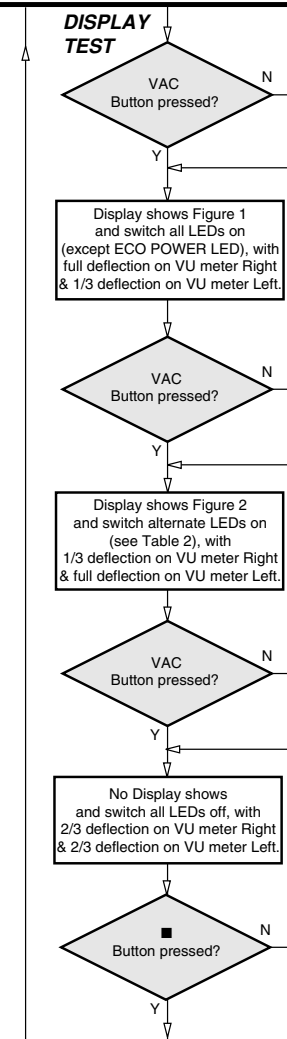 DISPLAY
TEST
VAC
Button pressed?
N
Y
Display shows Figure 1
and switch all LEDs on
(except ECO POWER LED), with
full deflection on VU meter Right
& 1/3 deflection on VU meter Left.
VAC
Button pressed?
N
Y
Display shows Figure 2
and switch alternate LEDs on
(see Table 2), with
1/3 deflection on VU meter Right
& full deflection on VU meter Left.
VAC
Button pressed?
N
Y
No Display shows
and switch all LEDs off, with
2/3 deflection on VU meter Right
& 2/3 deflection on VU meter Left.
■
Button pressed?
N
Y